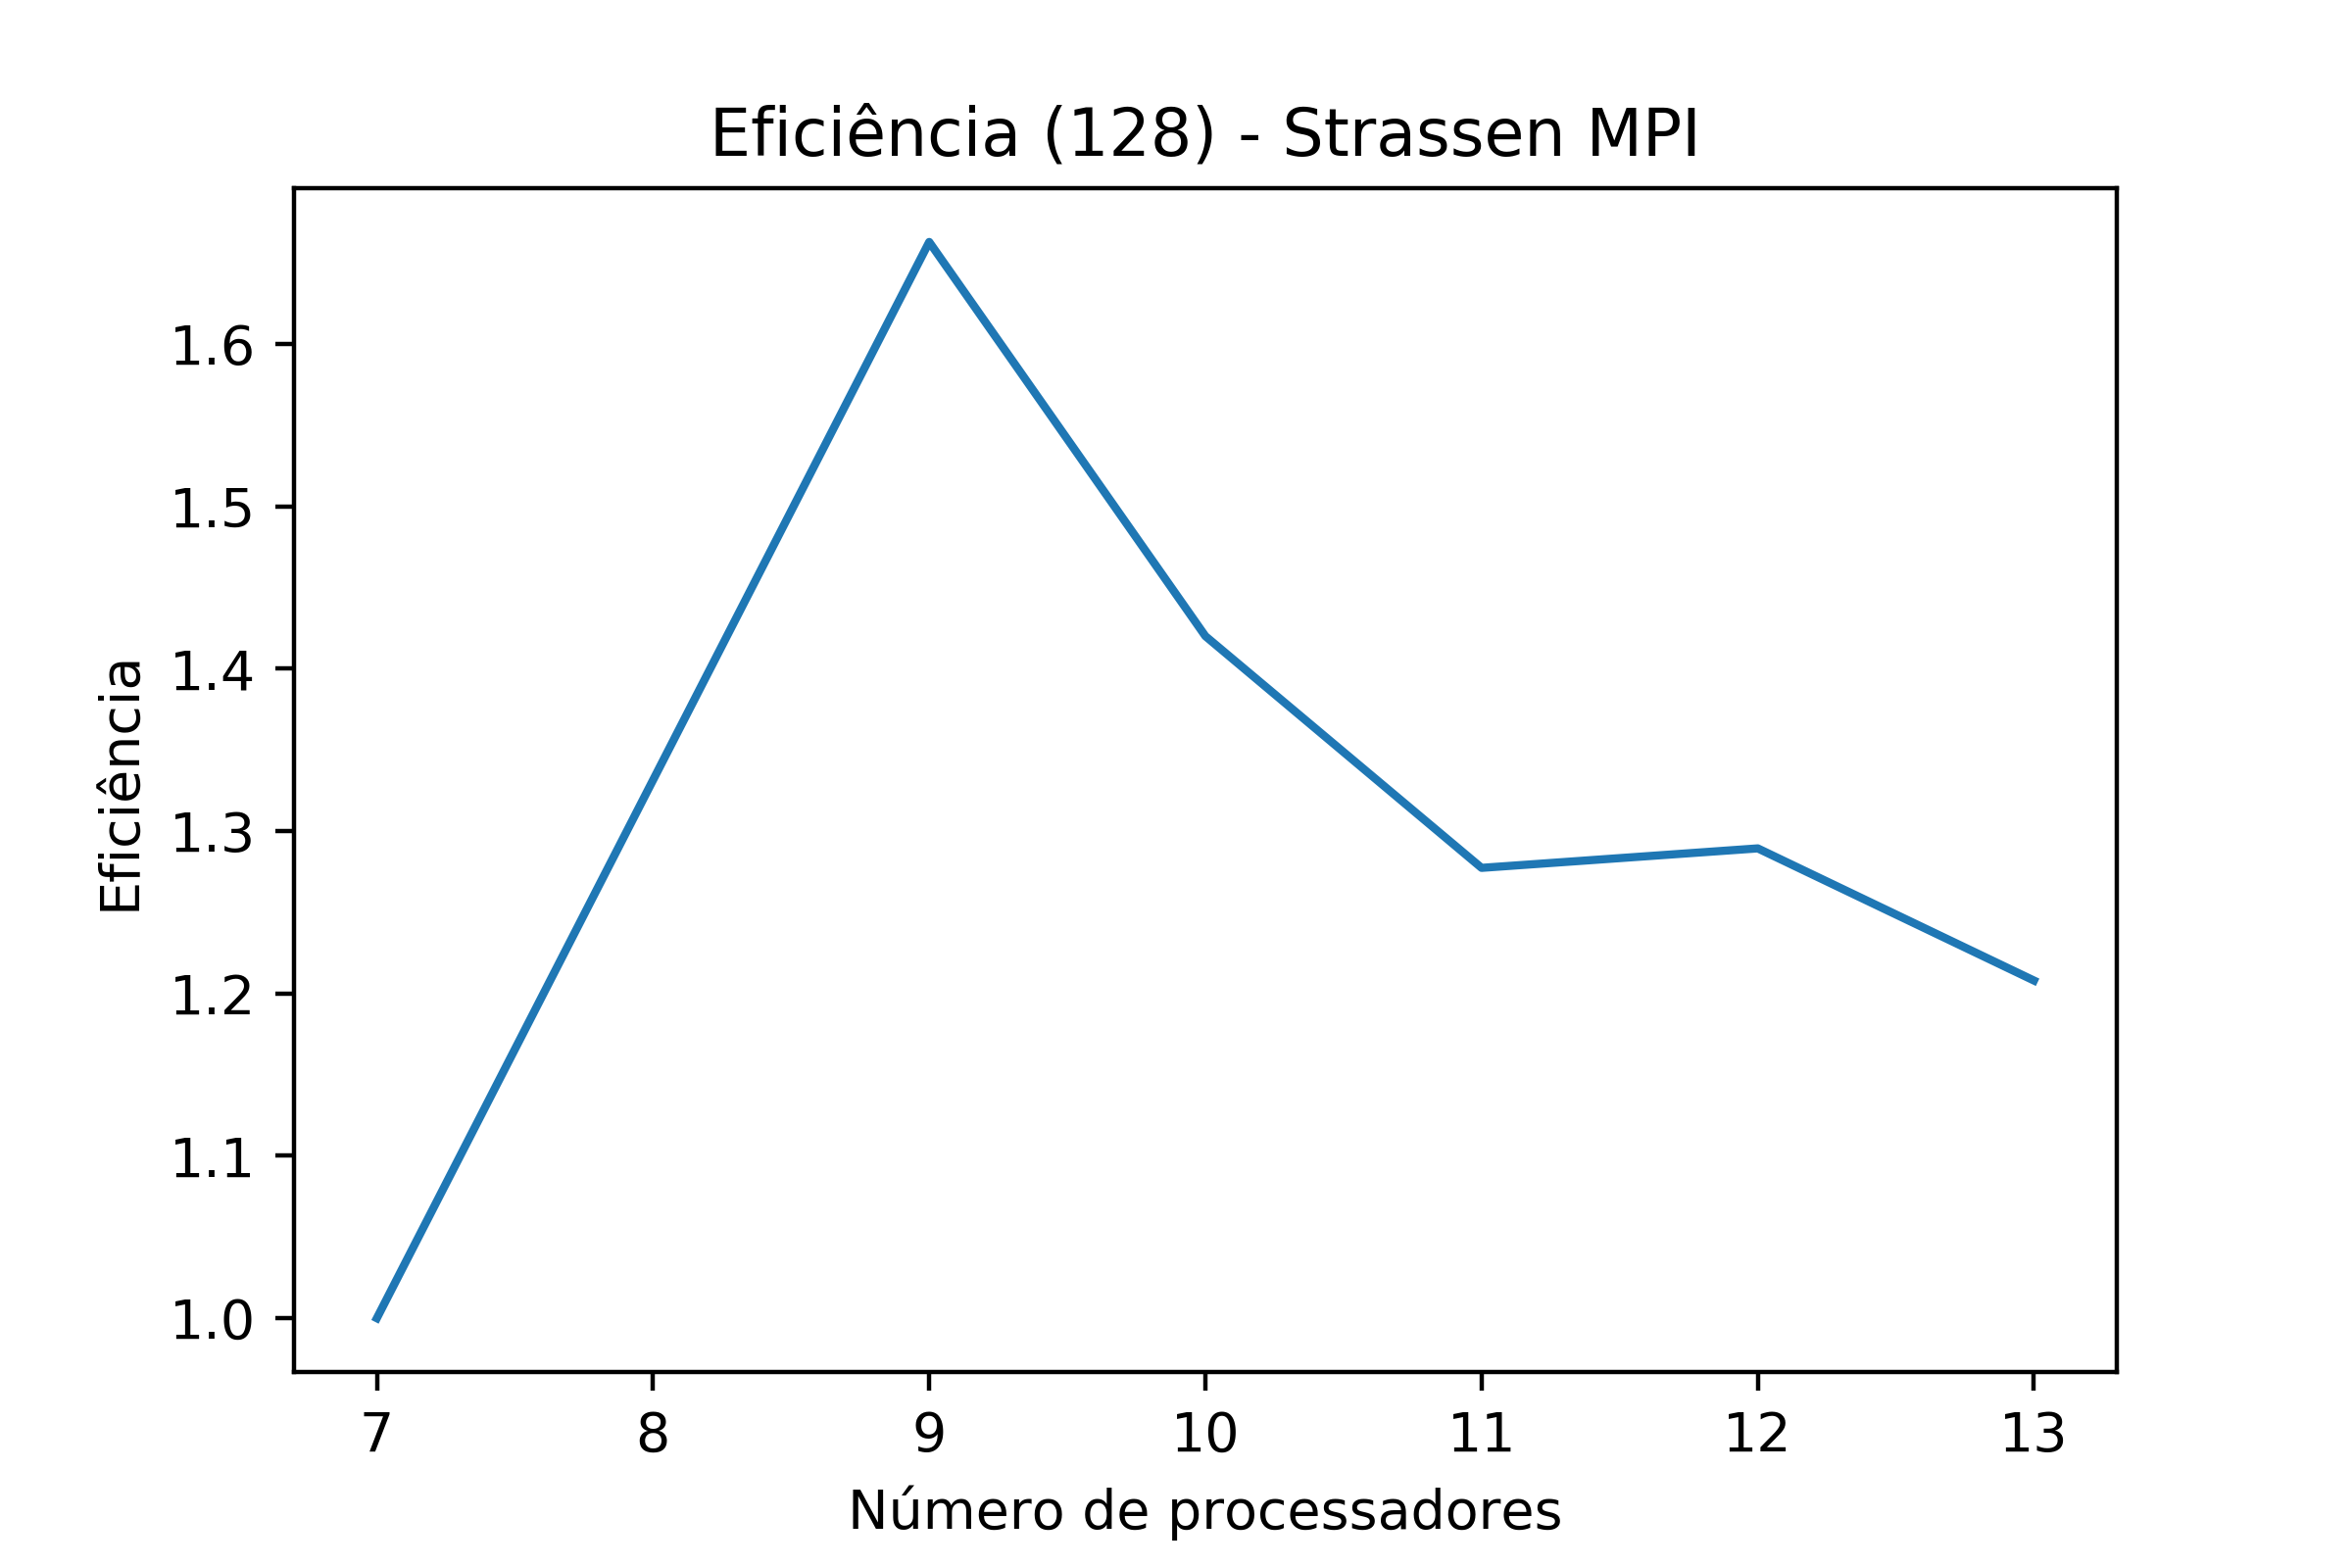 Eficiência (128) - Strassen MPI
Eficiência
1.6
1.5
1.4
1.3
1.2
1.1
1.0
7 8 9 10 11 12 13
Número de processadores